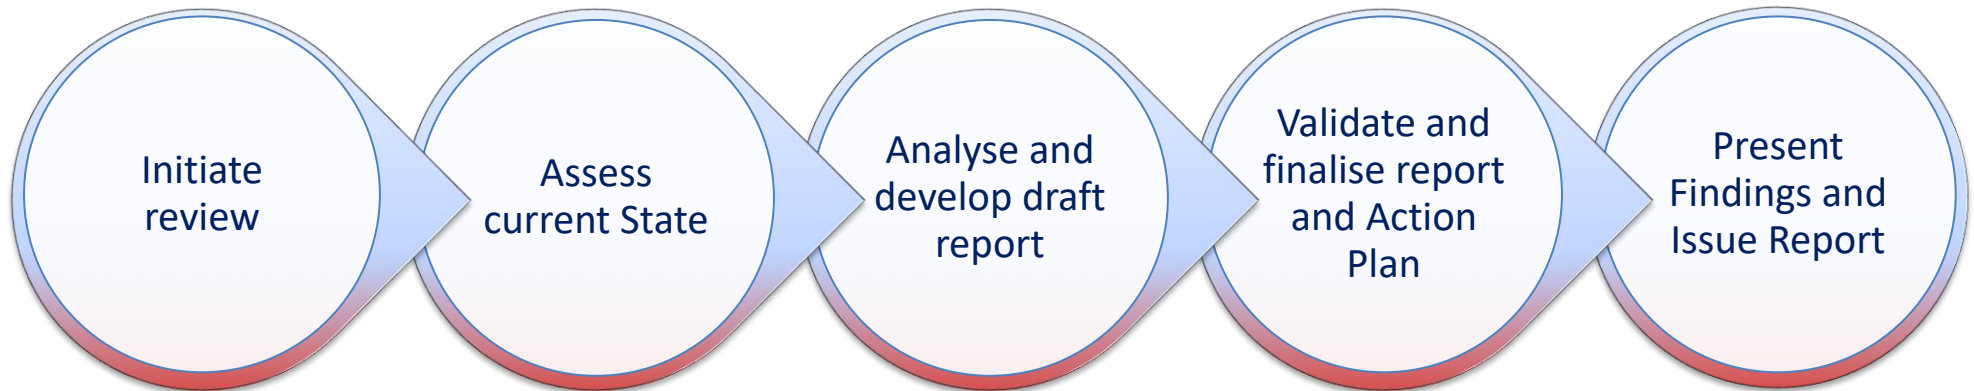 Initiate
review
Assess
current State
Analyse and
develop draft
report
Validate and
finalise report
and Action
Plan
Present
Findings and
Issue Report